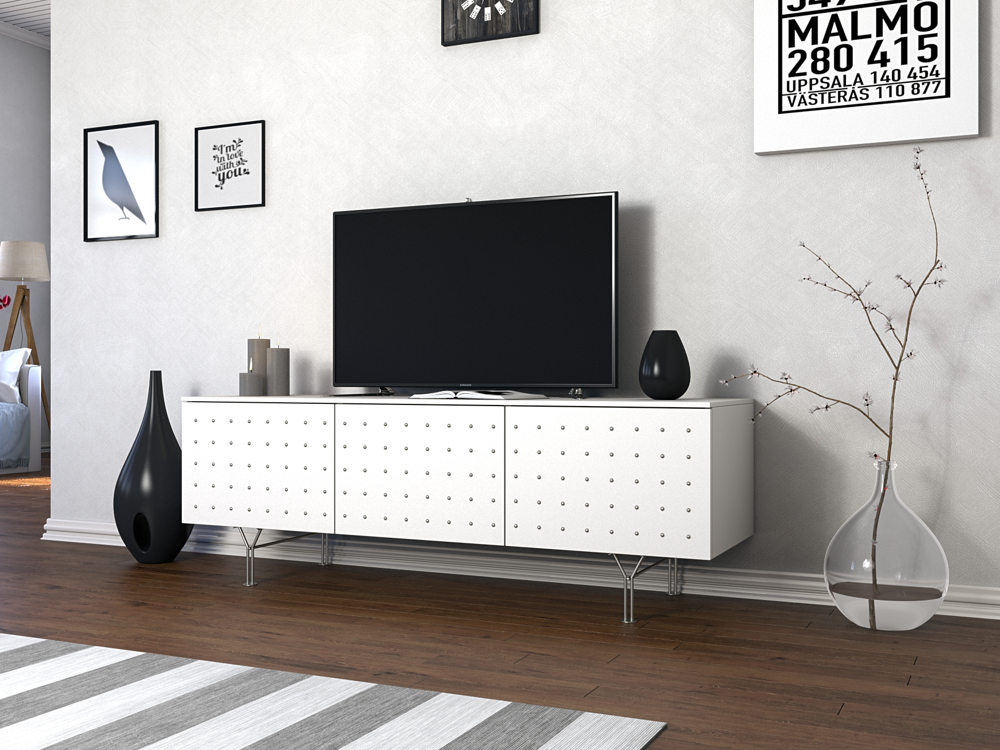 I'm
in love
with
you
MALMO
280 415
UPPSALA 140 454
VÄSTERÅS 110 877
SAMSUNG